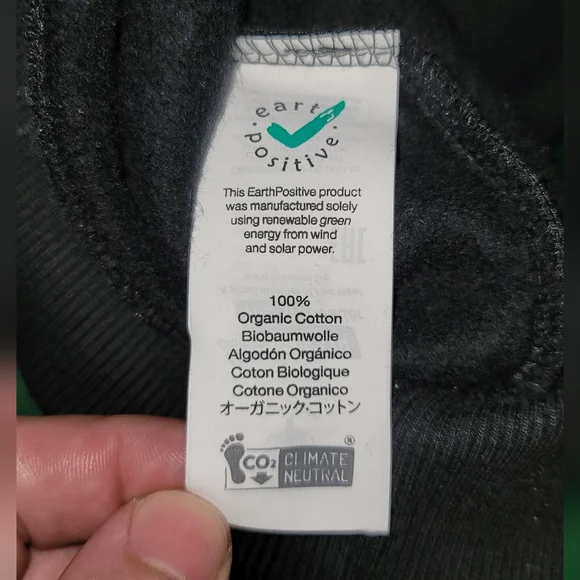 earth
positive
This EarthPositive product
was manufactured solely
using renewable green
energy from wind
and solar power.
100%
Organic Cotton
Biobaumwolle
Algodón Orgánico
Coton Biologique
Cotone Organico
オーガニック・コットン
CO2 CLIMATE
NEUTRAL ®